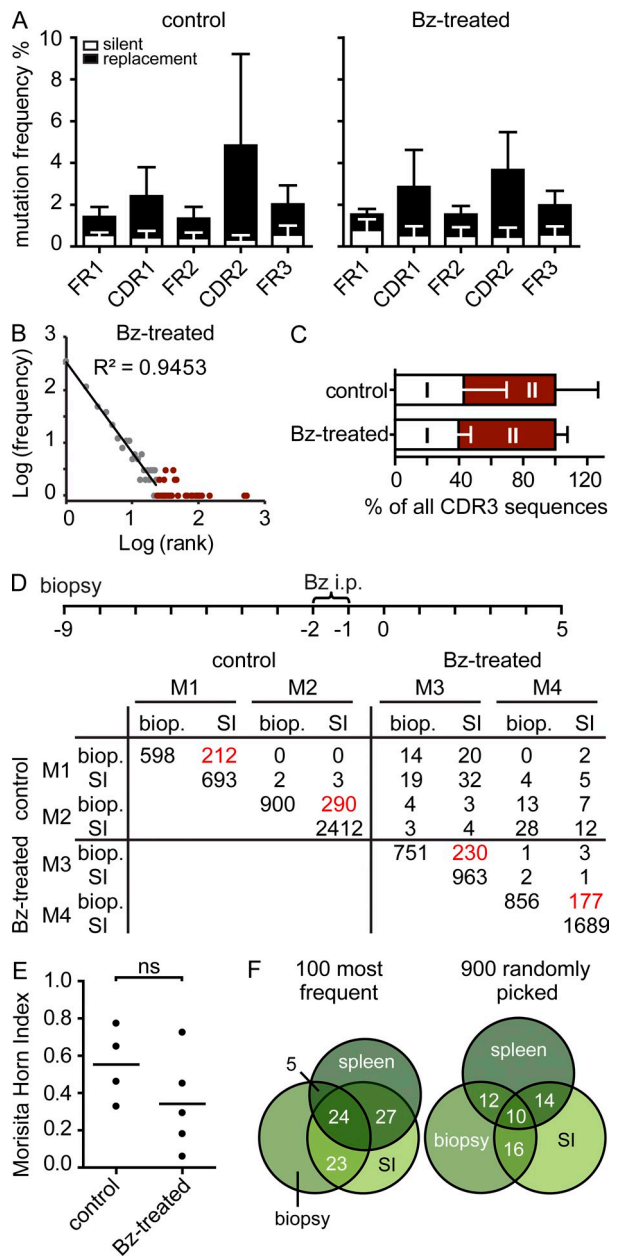 A
control
Bz-treated
silent
replacement
mutation frequency %
10
8
6
4
2
0
FR1 CDR1 FR2 CDR2 FR3
FR1 CDR1 FR2 CDR2 FR3
B
Bz-treated
R² = 0.9453
Log (frequency)
3
2
1
0
0 1 2 3
Log (rank)
C
control
I II
Bz-treated
I II
0 40 80 120
% of all CDR3 sequences
D
biopsy
Bz i.p.
-9 -2 -1 0 5
control Bz-treated
M1 M2 M3 M4
biop. SI biop. SI biop. SI biop. SI
control
M1 biop. 598 212 0 0 14 20 0 2
SI 693 2 3 19 32 4 5
M2 biop. 900 290 4 3 13 7
SI 2412 3 4 28 12
Bz-treated
M3 biop. 751 230 1 3
SI 963 2 1
M4 biop. 856 177
SI 1689
E
ns
Morisita Horn Index
1.0
0.8
0.6
0.4
0.2
0.0
control
Bz-treated
F
100 most
frequent
5
spleen
24 27
23 SI
biopsy
900 randomly
picked
spleen
12 14
10
biopsy SI
16